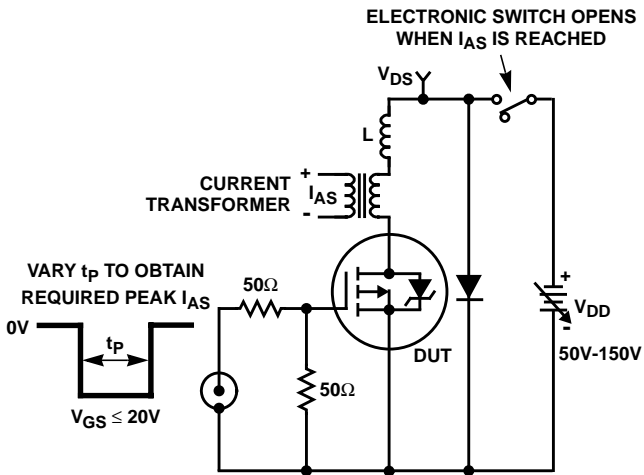 ELECTRONIC SWITCH OPENS
WHEN IAS IS REACHED
VDS
L
+
CURRENT
TRANSFORMER
IAS
-
VARY tP TO OBTAIN
REQUIRED PEAK IAS
50Ω
0V
tP
DUT
+
VDD
-
50V-150V
50Ω
VGS ≤ 20V